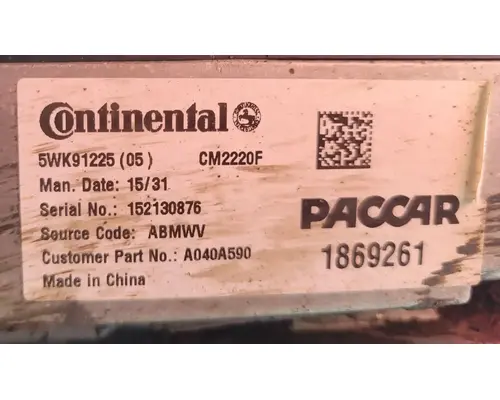 Continental
5WK91225 (05) CM2220F
Man. Date: 15/31
Serial No.: 152130876
Source Code: ABMWV
Customer Part No.: A040A590
Made in China
PACCAR
1869261